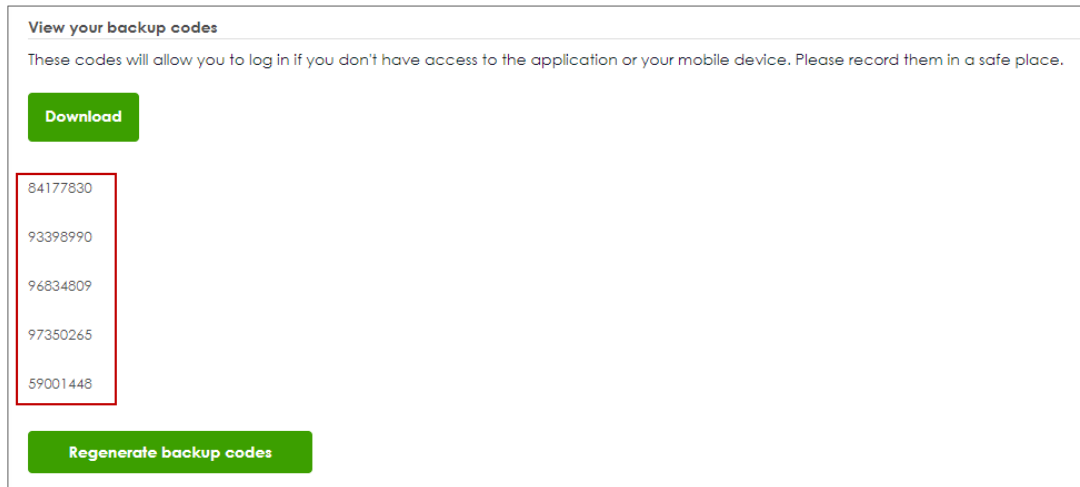 View your backup codes
These codes will allow you to log in if you don't have access to the application or your mobile device. Please record them in a safe place.
Download
84177830
93398990
96834809
97350265
59001448
Regenerate backup codes